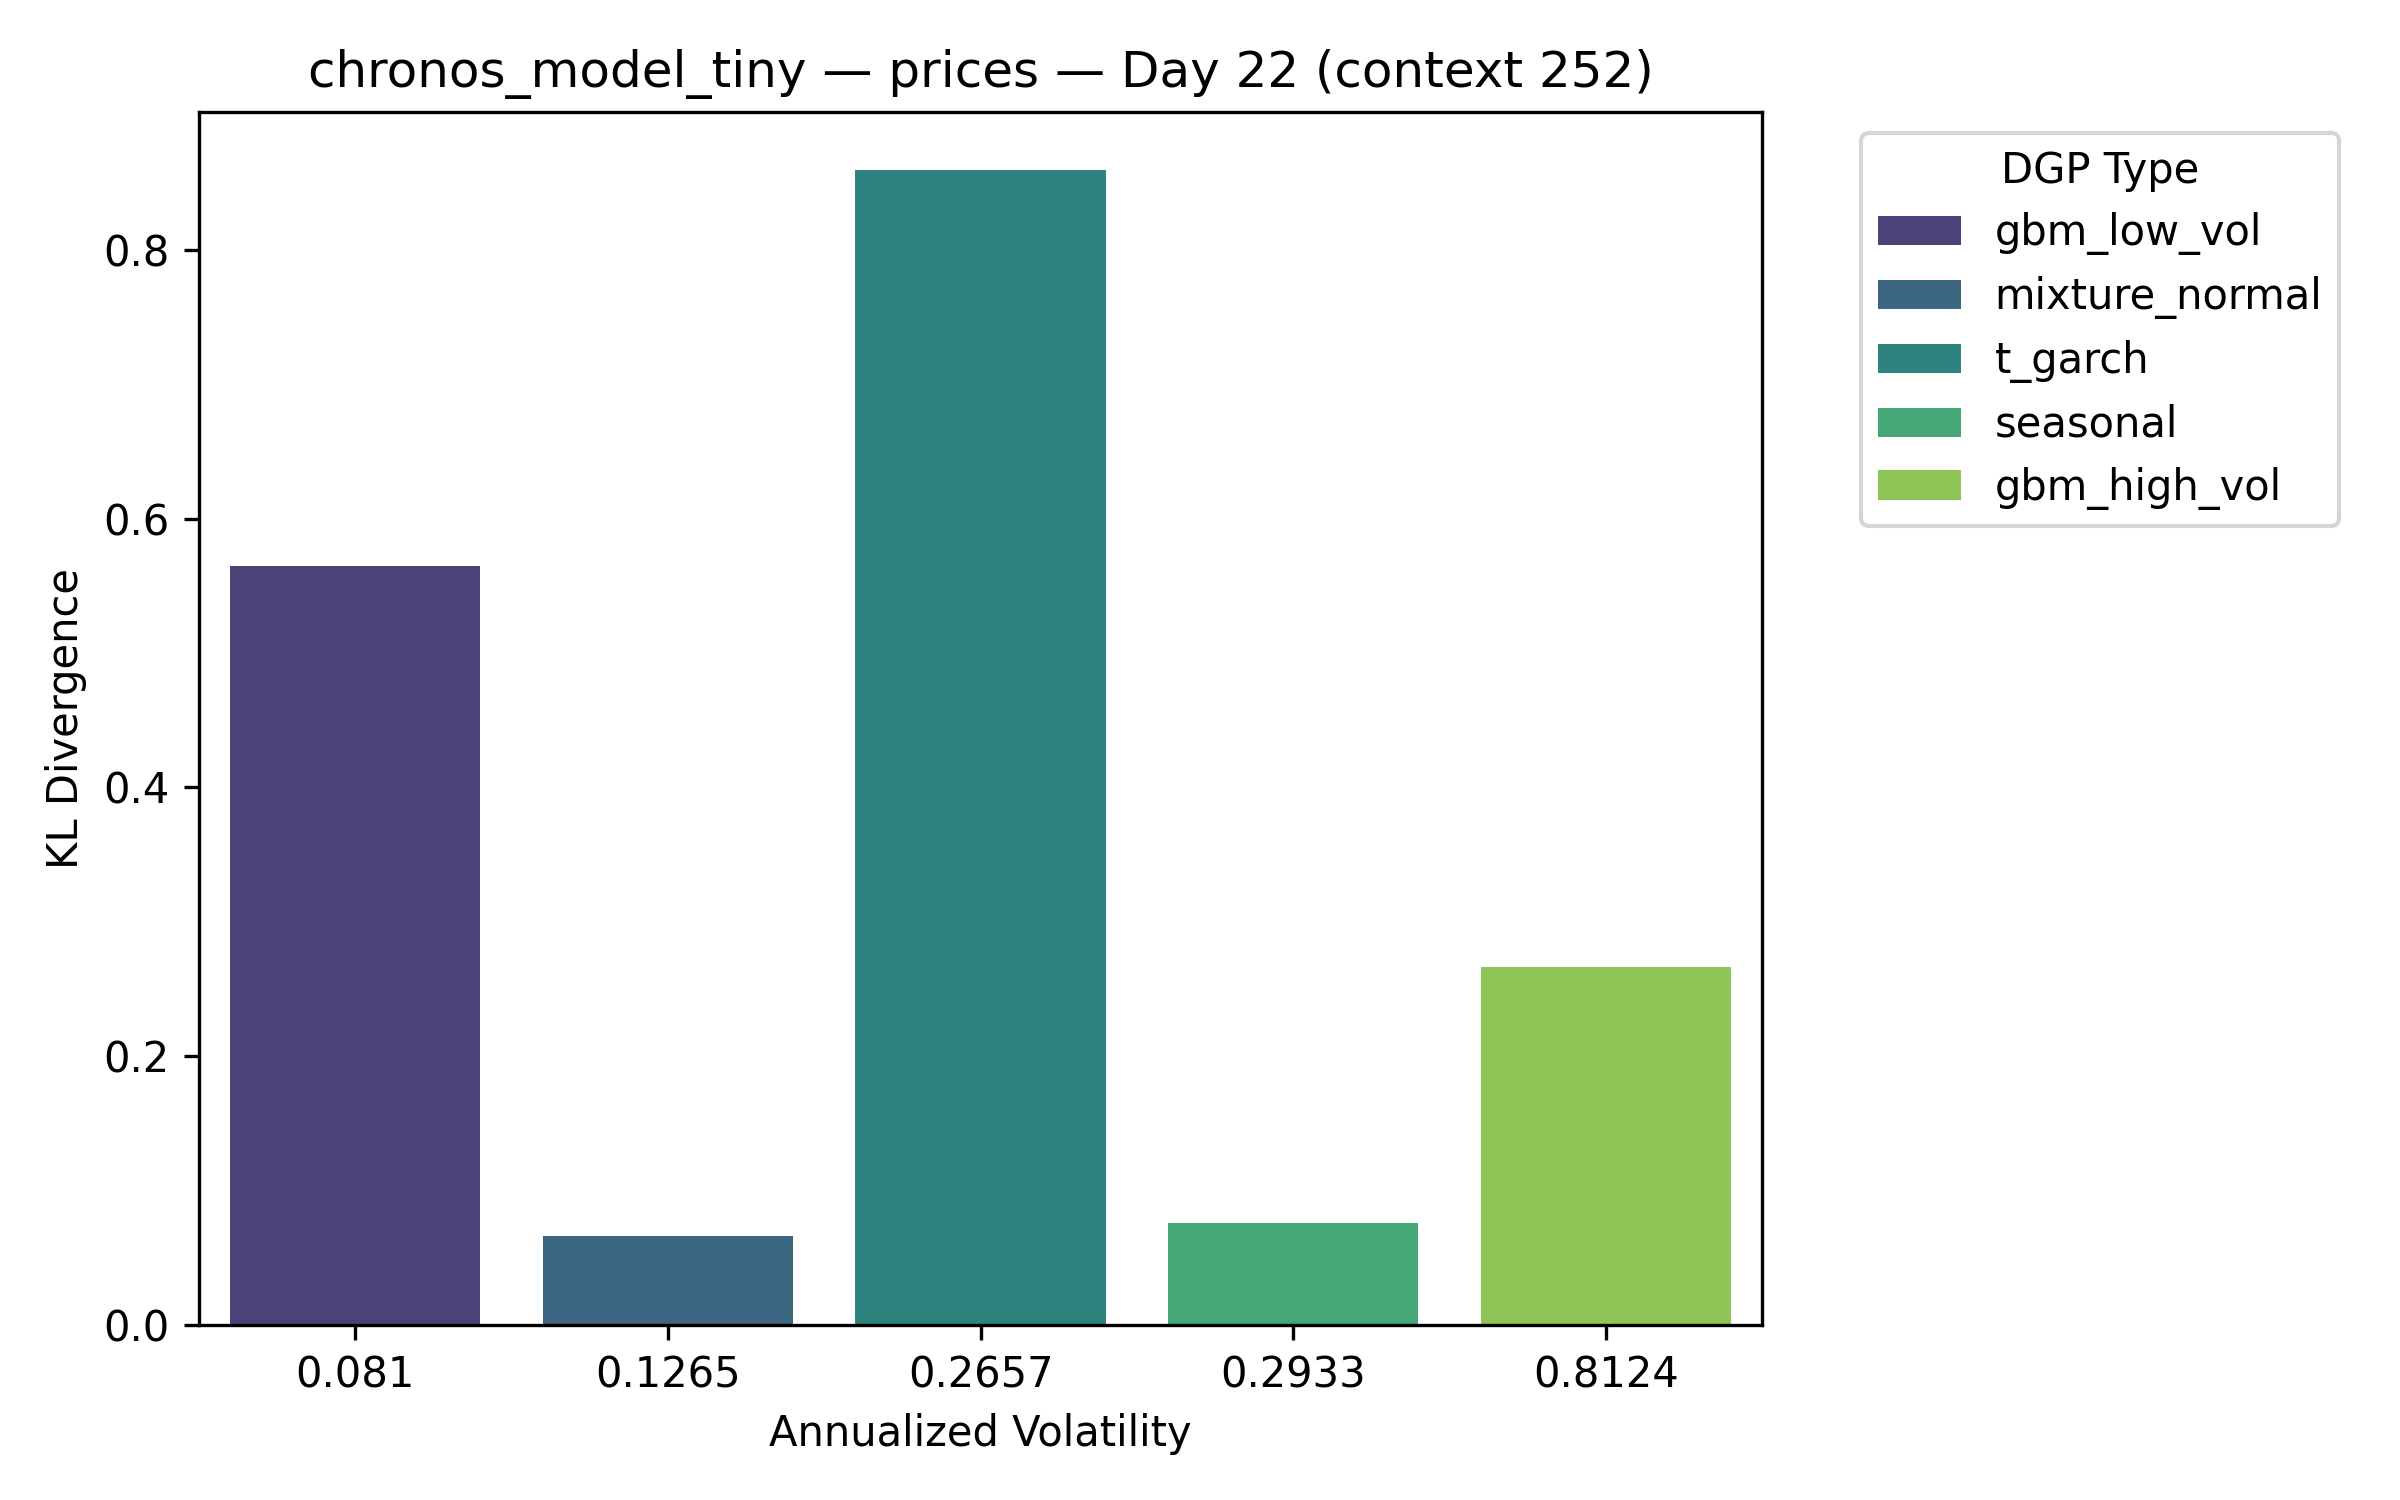 chronos_model_tiny — prices — Day 22 (context 252)
DGP Type
gbm_low_vol
mixture_normal
t_garch
seasonal
gbm_high_vol
KL Divergence
0.8
0.6
0.4
0.2
0.0
0.081 0.1265 0.2657 0.2933 0.8124
Annualized Volatility